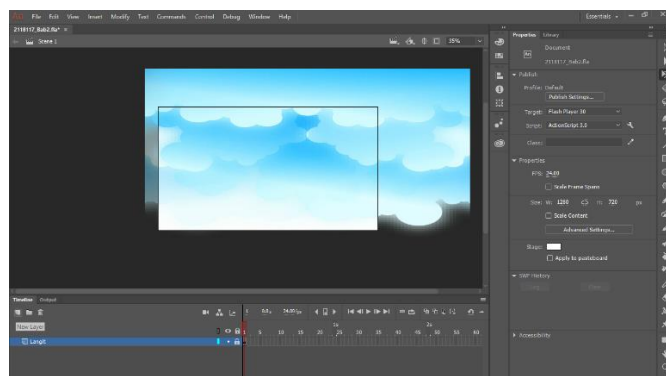 File Edit View Insert Modify Text Commands Control Debug Window Help
Essentials
2118117_Bab2.fla* ×
Scene 1
35%
Properties Library
Document
2118117_Bab2.fla
Publish
Profile: Default
Publish Settings...
Target: Flash Player 30
Script: ActionScript 3.0
Class:
Properties
FPS: 24.00
Scale Frame Spans
Size: W: 1280 H: 720 px
Scale Content
Advanced Settings...
Stage:
Apply to pasteboard
SWF History
Accessibility
Timeline Output
24.00 fps
New Layer
1s 2s
1 5 10 15 20 25 30 35 40 45 50 55 60
Langit